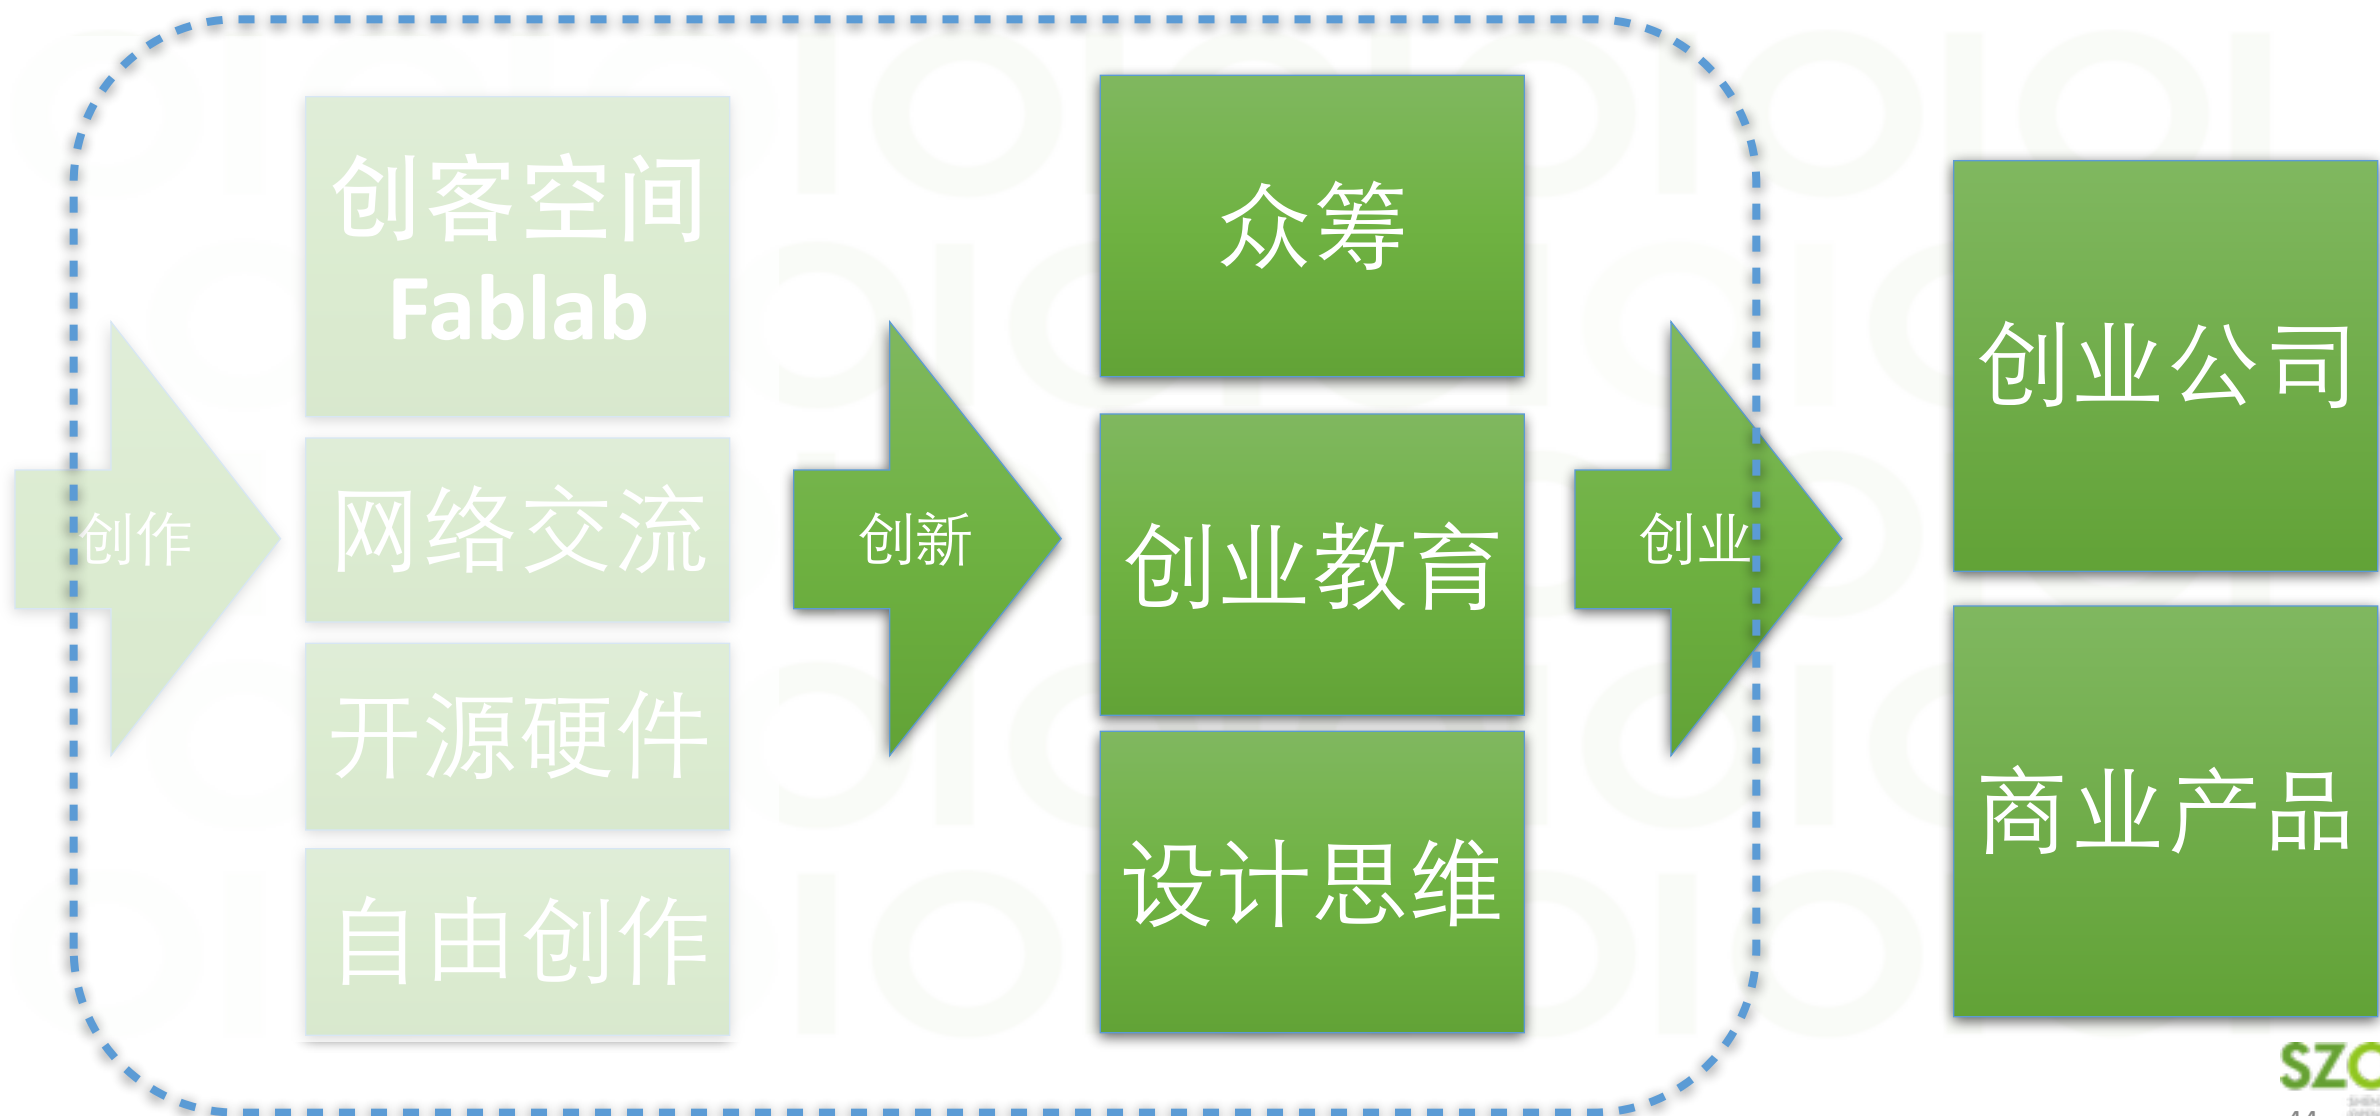 创作
创客空间
Fablab
网络交流
开源硬件
自由创作
创新
众筹
创业教育
设计思维
创业
创业公司
商业产品